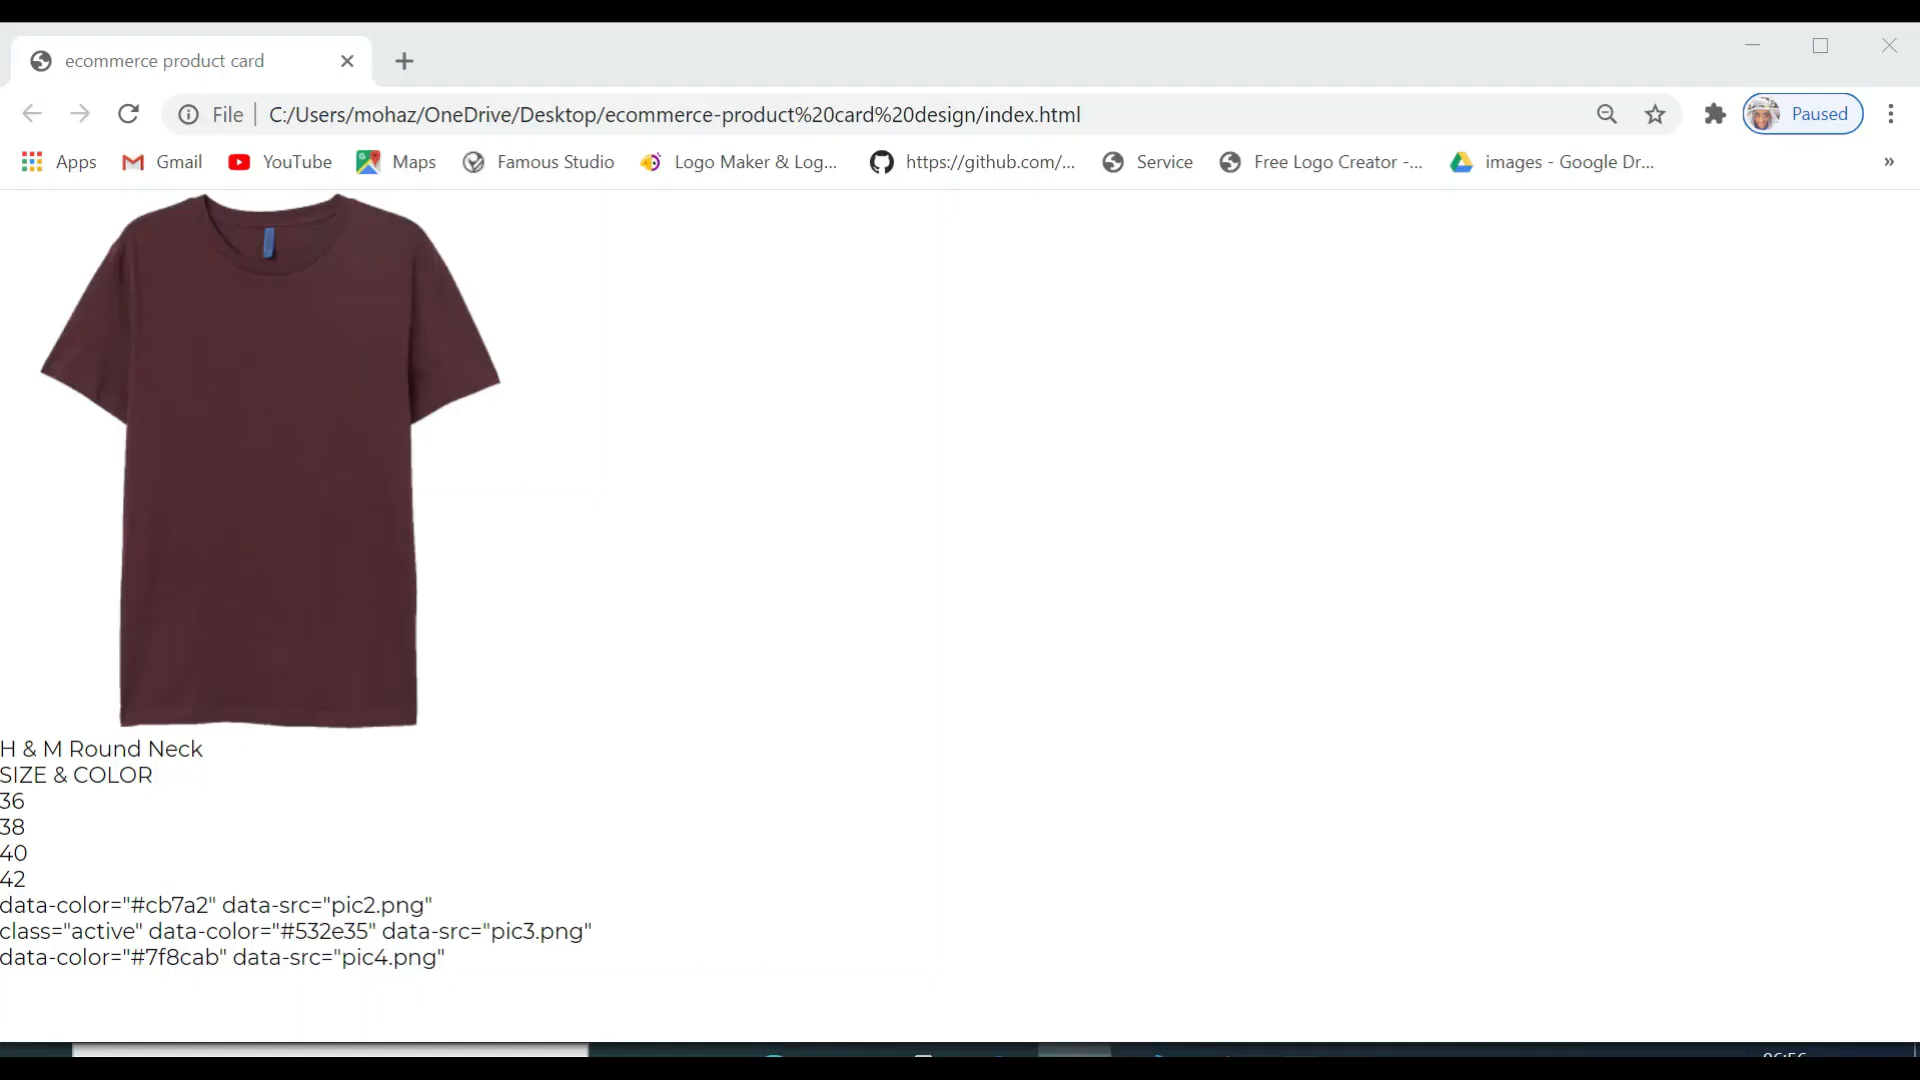 ecommerce product card
File
C:/Users/mohaz/OneDrive/Desktop/ecommerce-product%20card%20design/index.html
Paused
Apps Gmail YouTube Maps Famous Studio Logo Maker & Log... https://github.com/... Service Free Logo Creator -... images - Google Dr... »
H & M Round Neck
SIZE & COLOR
36
38
40
42
data-color="#cb7a2" data-src="pic2.png"
class="active" data-color="#532e35" data-src="pic3.png"
data-color="#7f8cab" data-src="pic4.png"